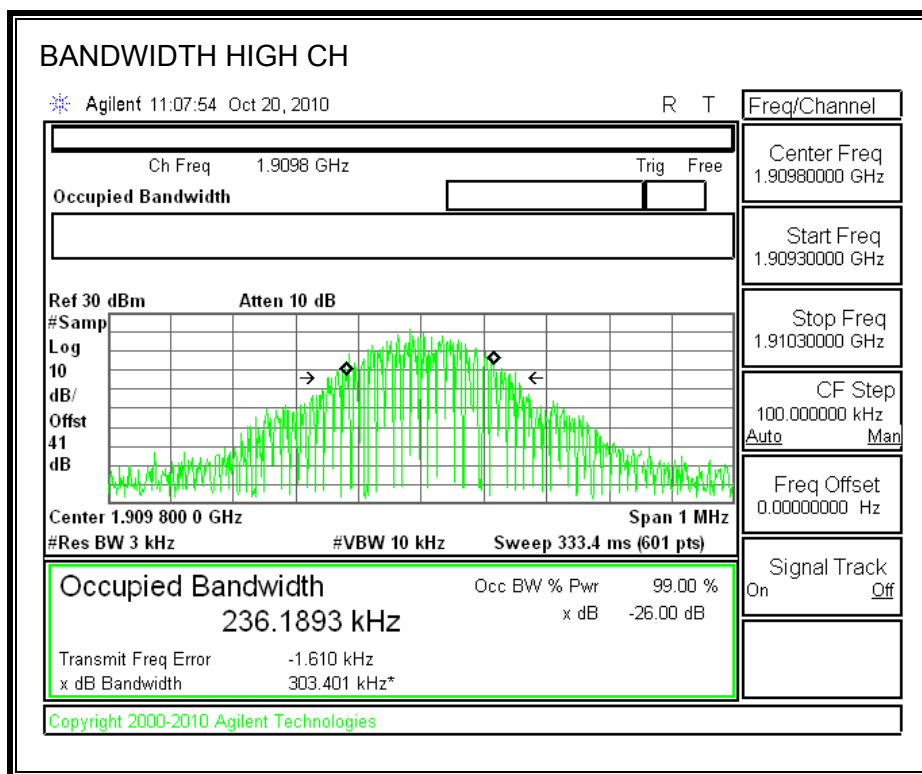 BANDWIDTH HIGH CH
Agilent 11:07:54 Oct 20, 2010 R T
Freq/Channel
Ch Freq 1.9098 GHz Trig Free
Occupied Bandwidth
Center Freq
1.90980000 GHz
Start Freq
1.90930000 GHz
Stop Freq
1.91030000 GHz
CF Step
100.000000 kHz
Auto Man
Freq Offset
0.00000000 Hz
Signal Track
On Off
Ref 30 dBm Atten 10 dB
#Samp
Log
10
dB/
Offst
41
dB
Center 1.909 800 0 GHz Span 1 MHz
#Res BW 3 kHz #VBW 10 kHz Sweep 333.4 ms (601 pts)
Occupied Bandwidth Occ BW % Pwr 99.00 %
236.1893 kHz x dB -26.00 dB
Transmit Freq Error -1.610 kHz
x dB Bandwidth 303.401 kHz*
Copyright 2000-2010 Agilent Technologies